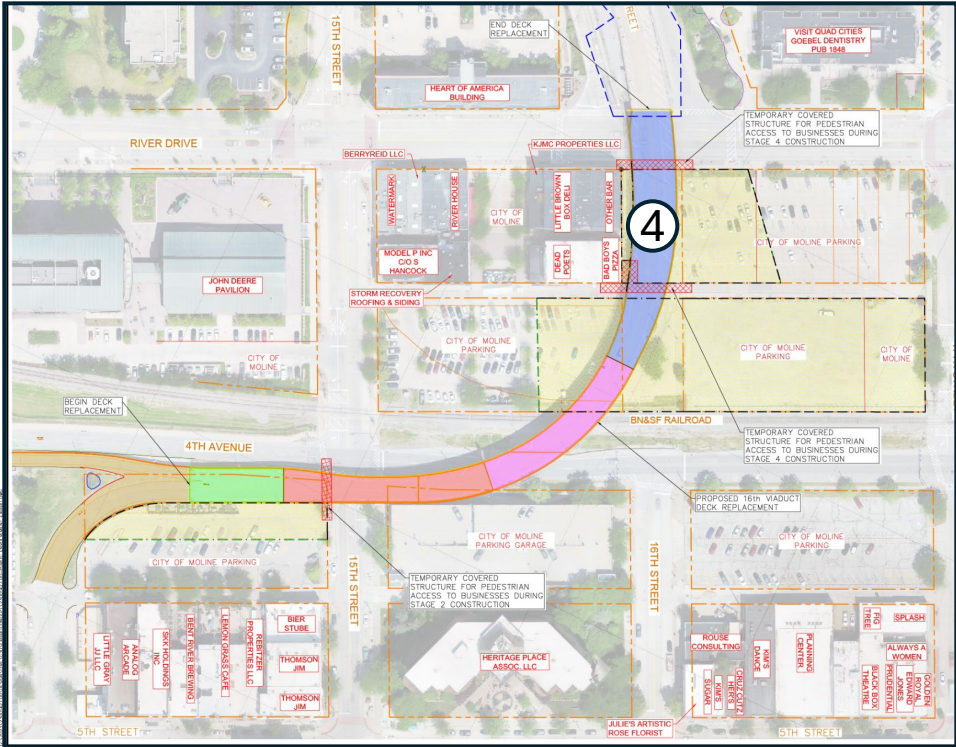 15TH STREET
END DECK
REPLACEMENT
STREET
VISIT QUAD CITIES
GOEBEL DENTISTRY
PUB 1848
HEART OF AMERICA
BUILDING
TEMPORARY COVERED
STRUCTURE FOR PEDESTRIAN
ACCESS TO BUSINESSES DURING
STAGE 4 CONSTRUCTION
RIVER DRIVE
BERRYREID LLC
KJMC PROPERTIES LLC
WATERMARK
RIVER HOUSE
CITY OF
MOLINE
LITTLE BROWN
BOX DELI
OTHER BAR
4
CITY OF MOLINE PARKING
MODEL P INC
C/O S
HANCOCK
DEAD
POETS
BAD BOYS
PIZZA
JOHN DEERE
PAVILION
STORM RECOVERY
ROOFING & SIDING
CITY OF MOLINE
PARKING
CITY OF MOLINE
PARKING
CITY OF
MOLINE
CITY OF
MOLINE
BEGIN DECK
REPLACEMENT
BN&SF RAILROAD
4TH AVENUE
TEMPORARY COVERED
STRUCTURE FOR PEDESTRIAN
ACCESS TO BUSINESSES DURING
STAGE 4 CONSTRUCTION
PROPOSED 16th VIADUCT
DECK REPLACEMENT
CITY OF MOLINE PARKING
CITY OF MOLINE
PARKING GARAGE
CITY OF MOLINE
PARKING
15TH STREET
16TH STREET
TEMPORARY COVERED
STRUCTURE FOR PEDESTRIAN
ACCESS TO BUSINESSES DURING
STAGE 2 CONSTRUCTION
LITTLE GRAY
JJ LLC
ANALOG
ARCADE
SKK HOLDINGS
INC
BENT RIVER BREWING
LEMON GRASS CAFE
REBITZER
PROPERTIES LLC
BIER
STUBE
THOMSON
JIM
THOMSON
JIM
HERITAGE PLACE
ASSOC. LLC
ROUSE
CONSULTING
KIM'S
DANCE
PLANNING
CENTER
FIG
TREE
SPLASH
ALWAYS A
WOMEN
SUGAR
KIM'S
CRUZ LOTZ
HEIRS
BLACK BOX
THEATRE
PRUDENTIAL
EDWARD
JONES
GOLDEN
ROYAL
JULIE'S ARTISTIC
ROSE FLORIST
5TH STREET
5TH STREET